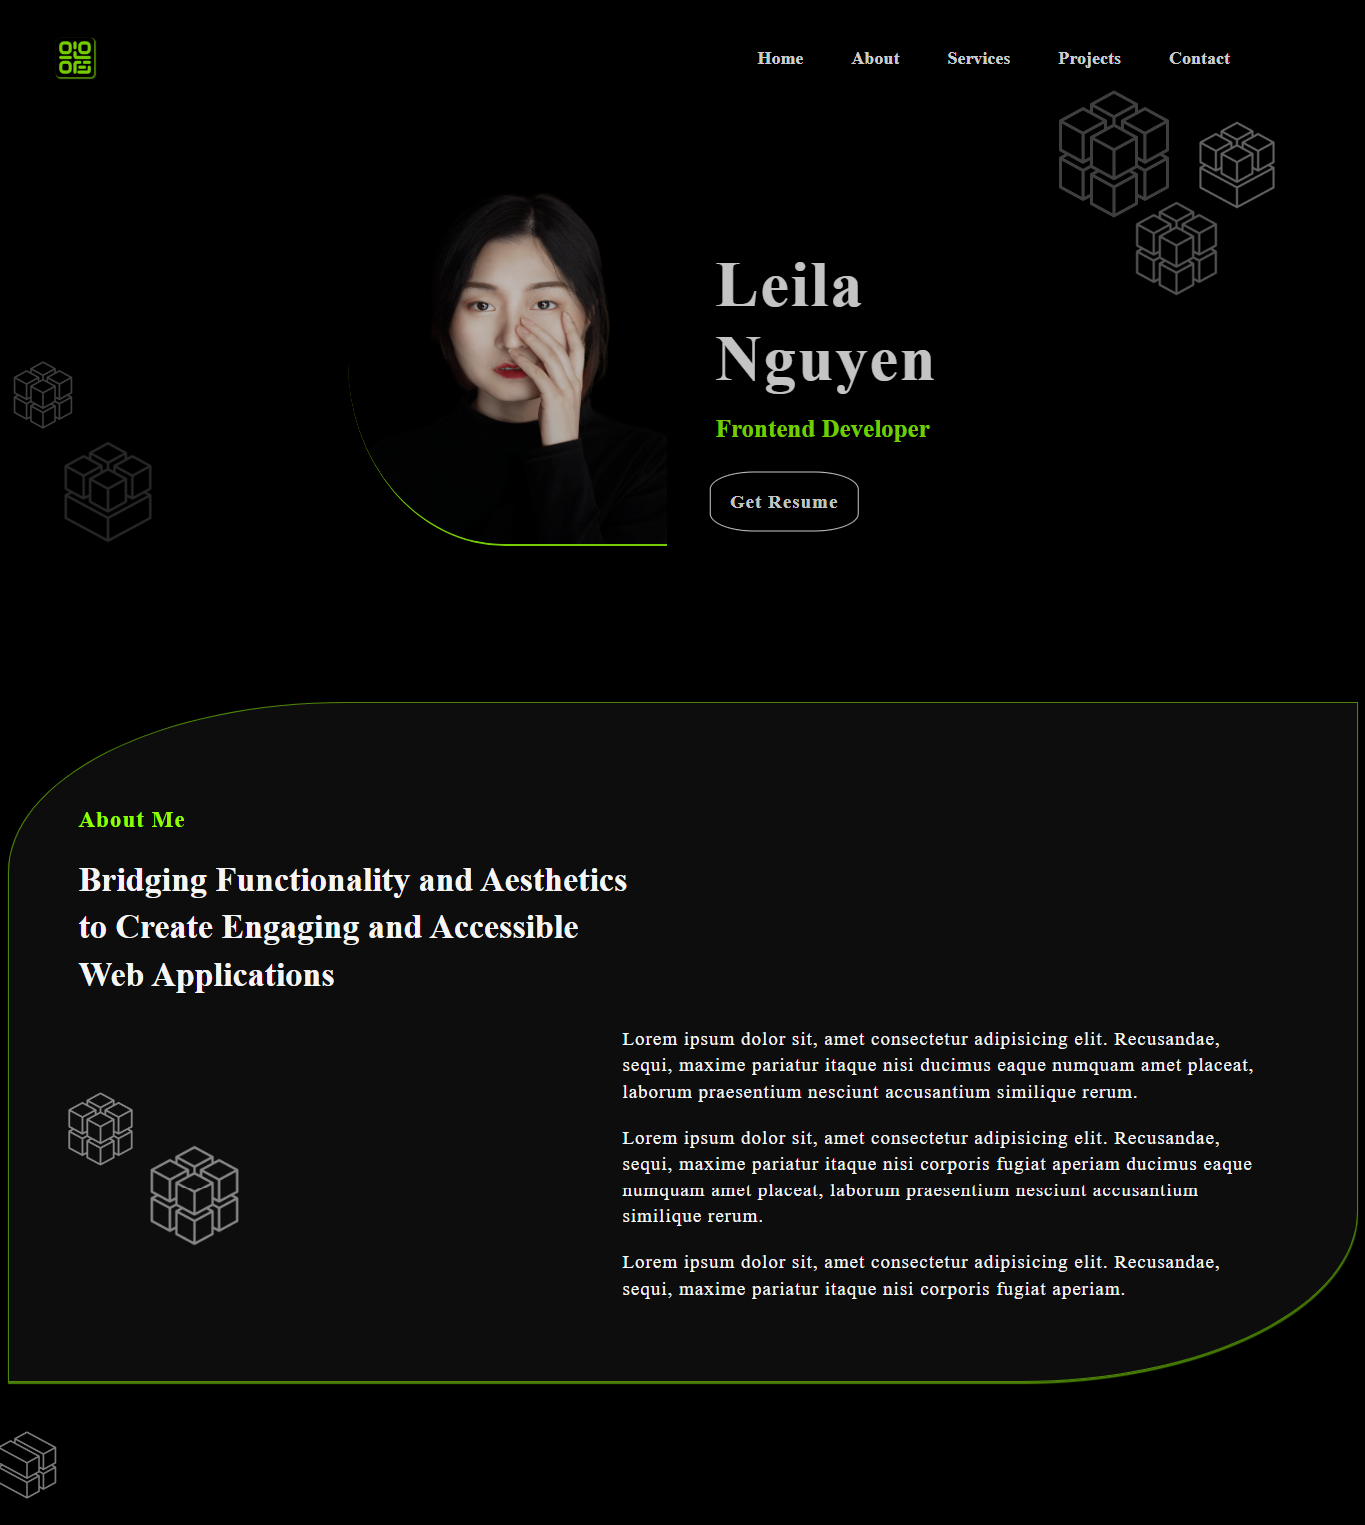 Home About Services Projects Contact
Leila
Nguyen
Frontend Developer
Get Resume
About Me
Bridging Functionality and Aesthetics
to Create Engaging and Accessible
Web Applications
Lorem ipsum dolor sit, amet consectetur adipisicing elit. Recusandae,
sequi, maxime pariatur itaque nisi ducimus eaque numquam amet placeat,
laborum praesentium nesciunt accusantium similique rerum.
Lorem ipsum dolor sit, amet consectetur adipisicing elit. Recusandae,
sequi, maxime pariatur itaque nisi corporis fugiat aperiam ducimus eaque
numquam amet placeat, laborum praesentium nesciunt accusantium
similique rerum.
Lorem ipsum dolor sit, amet consectetur adipisicing elit. Recusandae,
sequi, maxime pariatur itaque nisi corporis fugiat aperiam.